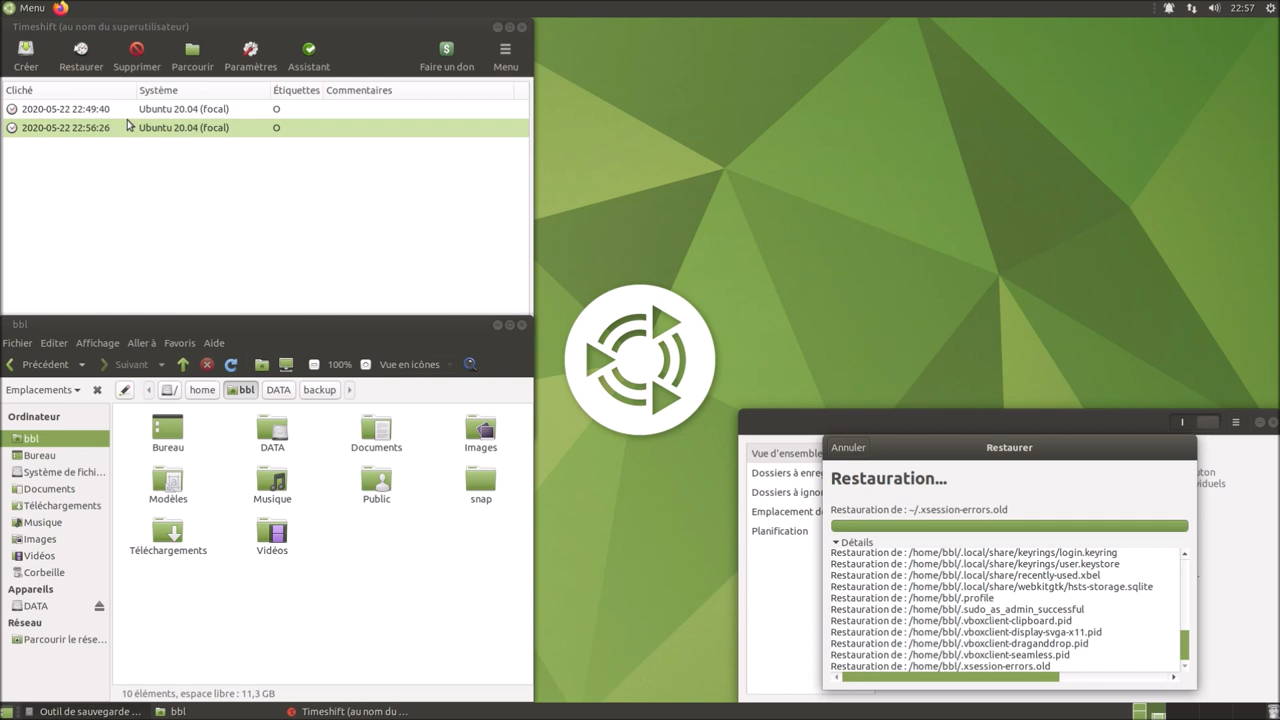 Menu
22:57
Timeshift (au nom du superutilisateur)
Créer
Restaurer
Supprimer
Parcourir
Paramètres
Assistant
Faire un don
Menu
Cliché
Système
Étiquettes
Commentaires
2020-05-22 22:49:40
Ubuntu 20.04 (focal)
O
2020-05-22 22:56:26
Ubuntu 20.04 (focal)
O
bbl
Fichier
Editer
Affichage
Aller à
Favoris
Aide
Précédent
Suivant
100%
Vue en icônes
Emplacements
/
home
bbl
DATA
backup
Ordinateur
bbl
Bureau
Système de fichi...
Documents
Téléchargements
Musique
Images
Vidéos
Corbeille
Appareils
DATA
Réseau
Parcourir le rése...
Bureau
DATA
Documents
Images
Modèles
Musique
Public
snap
Téléchargements
Vidéos
10 éléments, espace libre : 11,3 GB
Vue d'ensemble
Dossiers à enreg
Dossiers à ignor
Emplacement d
Planification
uton
viduels
Annuler
Restaurer
Restauration...
Restauration de : ~/.xsession-errors.old
Détails
Restauration de : /home/bbl/.local/share/keyrings/login.keyring
Restauration de : /home/bbl/.local/share/keyrings/user.keystore
Restauration de : /home/bbl/.local/share/recently-used.xbel
Restauration de : /home/bbl/.local/share/webkitgtk/hsts-storage.sqlite
Restauration de : /home/bbl/.profile
Restauration de : /home/bbl/.sudo_as_admin_successful
Restauration de : /home/bbl/.vboxclient-clipboard.pid
Restauration de : /home/bbl/.vboxclient-display-svga-x11.pid
Restauration de : /home/bbl/.vboxclient-draganddrop.pid
Restauration de : /home/bbl/.vboxclient-seamless.pid
Restauration de : /home/bbl/.xsession-errors.old
Outil de sauvegarde ...
bbl
Timeshift (au nom du ...